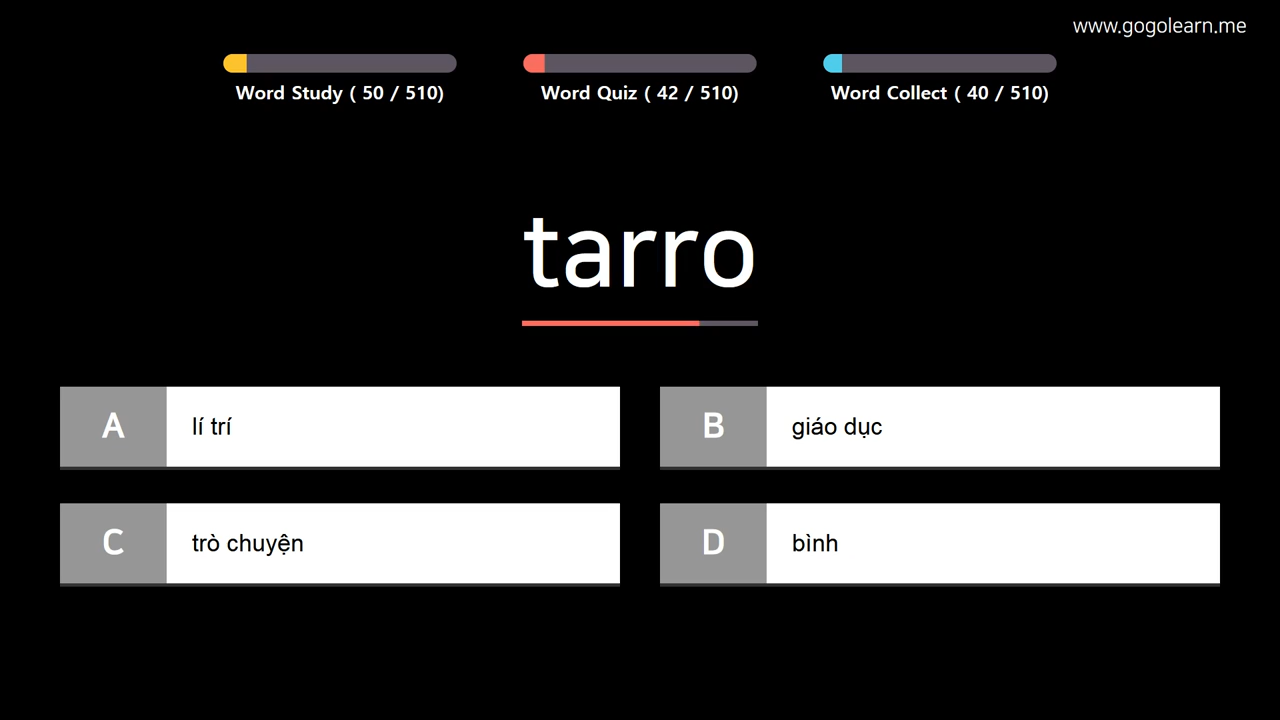 www.gogolearn.me
Word Study ( 50 / 510)
Word Quiz ( 42 / 510)
Word Collect ( 40 / 510)
tarro
A
lí trí
B
giáo dục
C
trò chuyện
D
bình